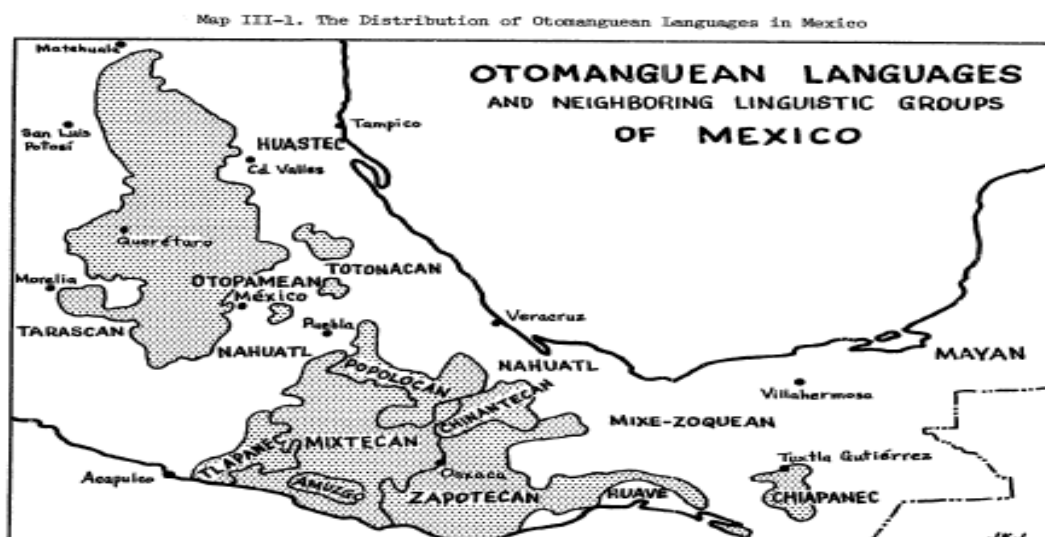 Map III-1. The Distribution of Otomanguean Languages in Mexico
OTOMANGUEAN LANGUAGES
AND NEIGHBORING LINGUISTIC GROUPS
OF MEXICO
Matehuala
San Luis
Potosí
Tampico
HUASTEC
Cd. Valles
Querétaro
TOTONACAN
OTOPAMEAN
Morelia
México
TARASCAN
Puebla
Veracruz
NAHUATL
NAHUATL
MAYAN
POPOLOCAN
Villahermosa
CHINANTECAN
MIXE-ZOQUEAN
TLAPANEC
MIXTECAN
Tuxtla Gutiérrez
Acapulco
Oaxaca
AMUZGO
ZAPOTECAN
HUAVE
CHIAPANEC